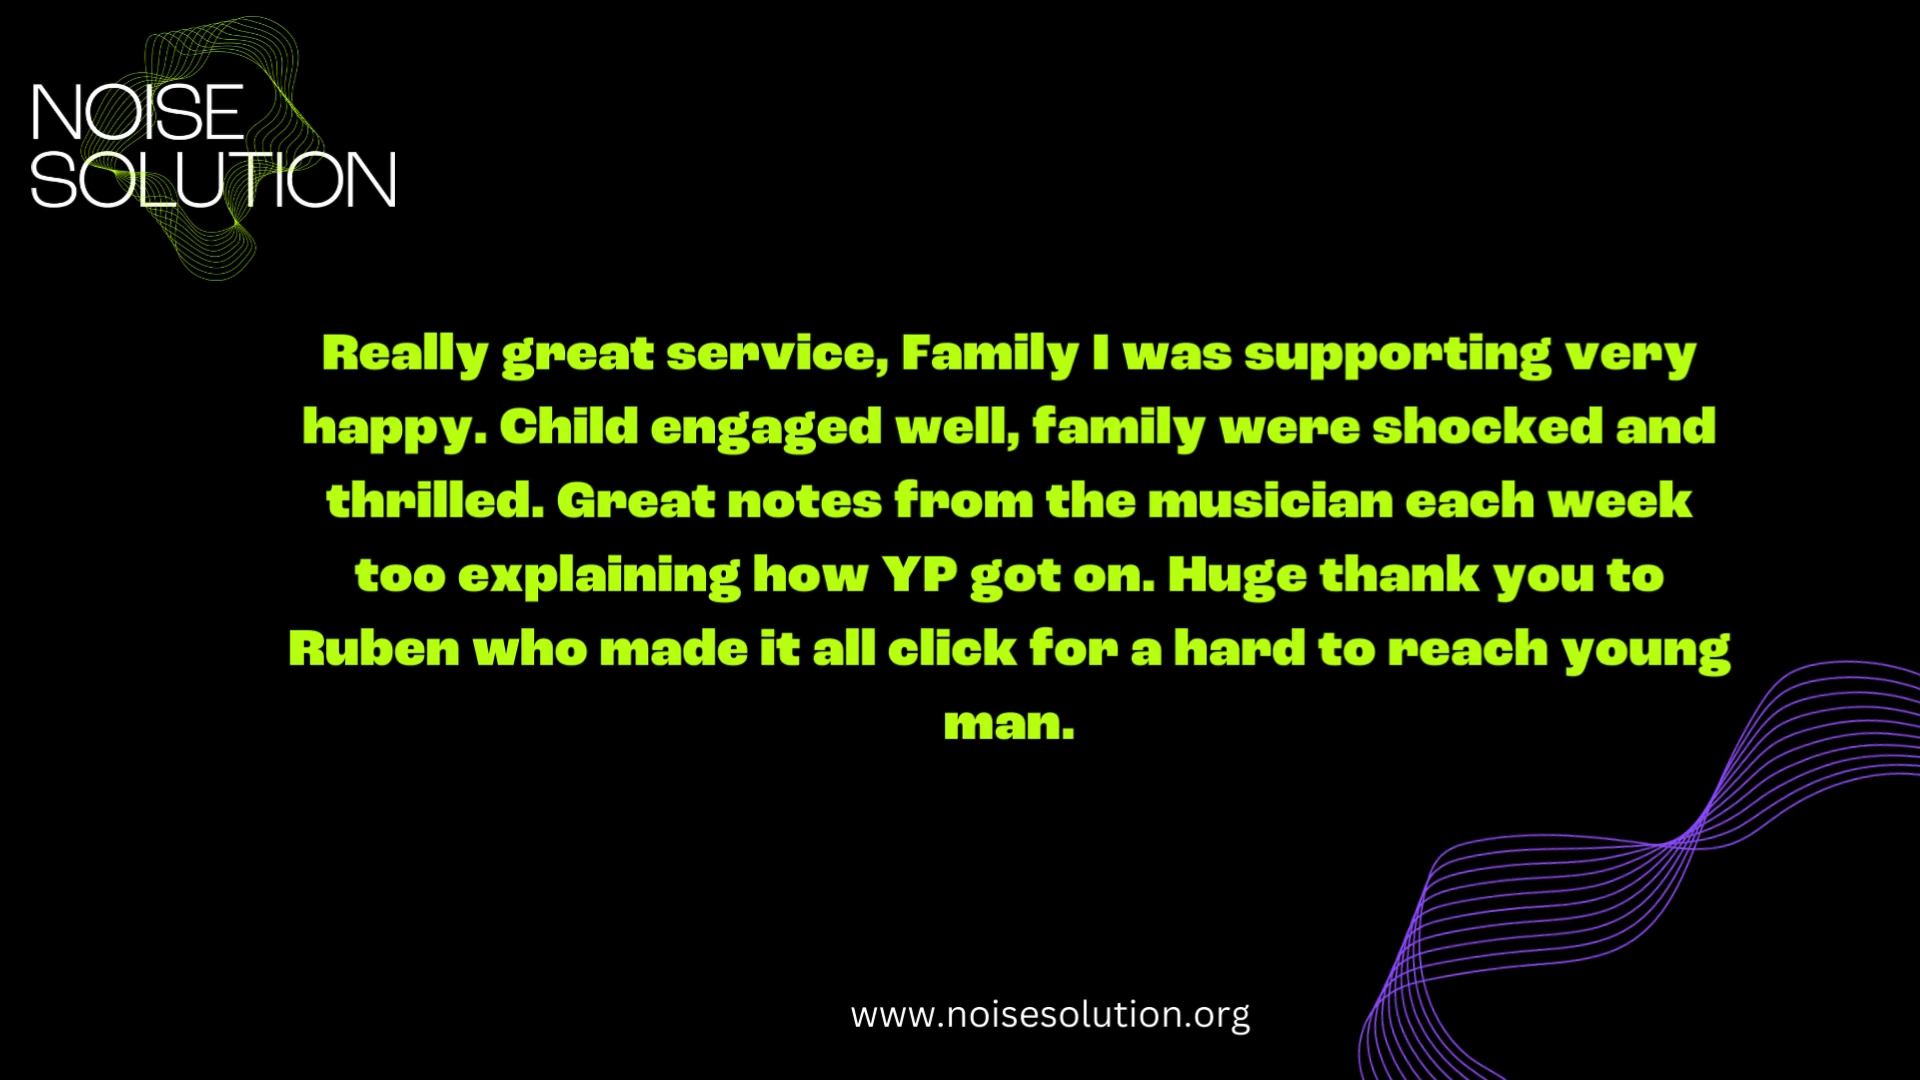 NOISE
SOLUTION
Really great service, Family I was supporting very
happy. Child engaged well, family were shocked and
thrilled. Great notes from the musician each week
too explaining how YP got on. Huge thank you to
Ruben who made it all click for a hard to reach young
man.
www.noisesolution.org